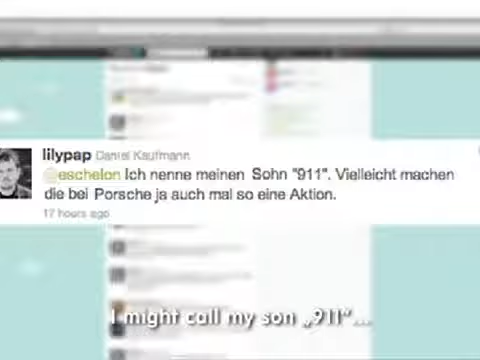 lilypap Daniel Kaufmann
@eschelon Ich nenne meinen Sohn "911". Vielleicht machen
die bei Porsche ja auch mal so eine Aktion.
17 hours ago
I might call my son „911“...